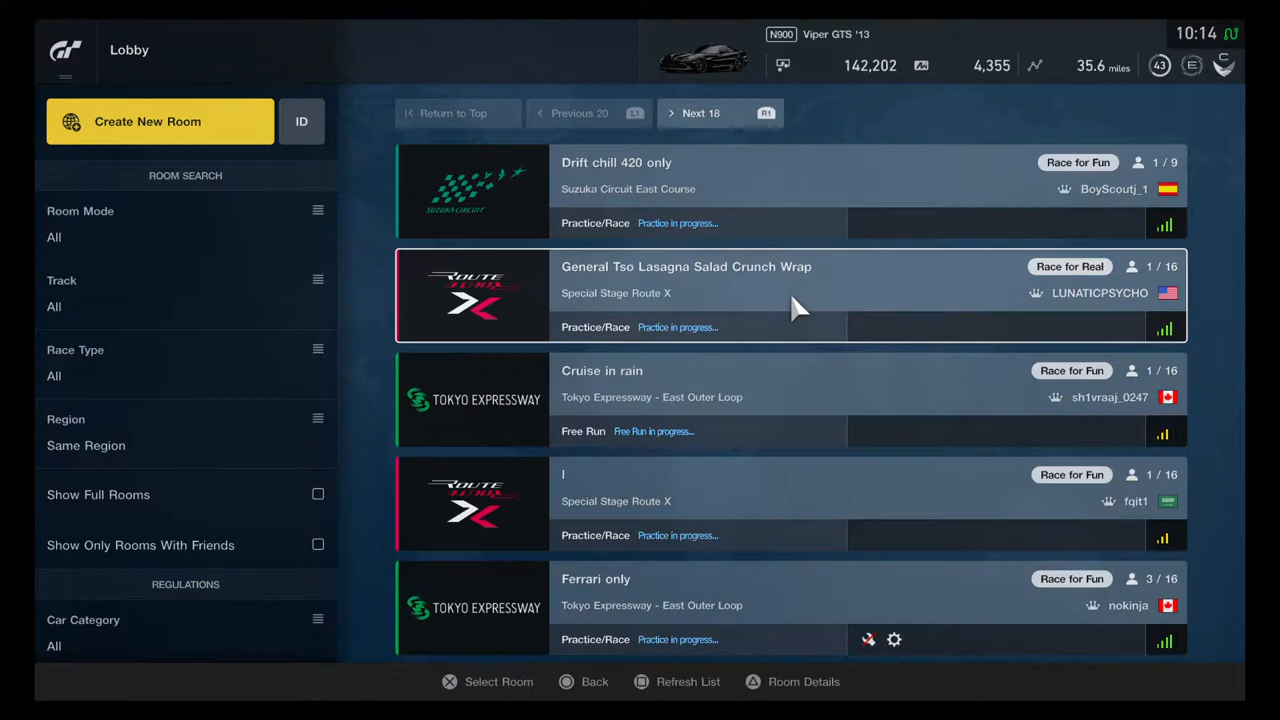 N900 Viper GTS '13
10:14
Lobby
142,202 4,355 35.6 miles 43 E C
Create New Room ID
Return to Top Previous 20 L1 Next 18 R1
ROOM SEARCH
Room Mode
All
Track
All
Race Type
All
Region
Same Region
Show Full Rooms
Show Only Rooms With Friends
REGULATIONS
Car Category
All
SUZUKA CIRCUIT
Drift chill 420 only Race for Fun 1 / 9
Suzuka Circuit East Course BoyScoutj_1
Practice/Race Practice in progress...
ROUTE X
General Tso Lasagna Salad Crunch Wrap Race for Real 1 / 16
Special Stage Route X LUNATICPSYCHO
Practice/Race Practice in progress...
TOKYO EXPRESSWAY
Cruise in rain Race for Fun 1 / 16
Tokyo Expressway - East Outer Loop sh1vraaj_0247
Free Run Free Run in progress...
ROUTE X
I Race for Fun 1 / 16
Special Stage Route X fqit1
Practice/Race Practice in progress...
TOKYO EXPRESSWAY
Ferrari only Race for Fun 3 / 16
Tokyo Expressway - East Outer Loop nokinja
Practice/Race Practice in progress...
Select Room Back Refresh List Room Details